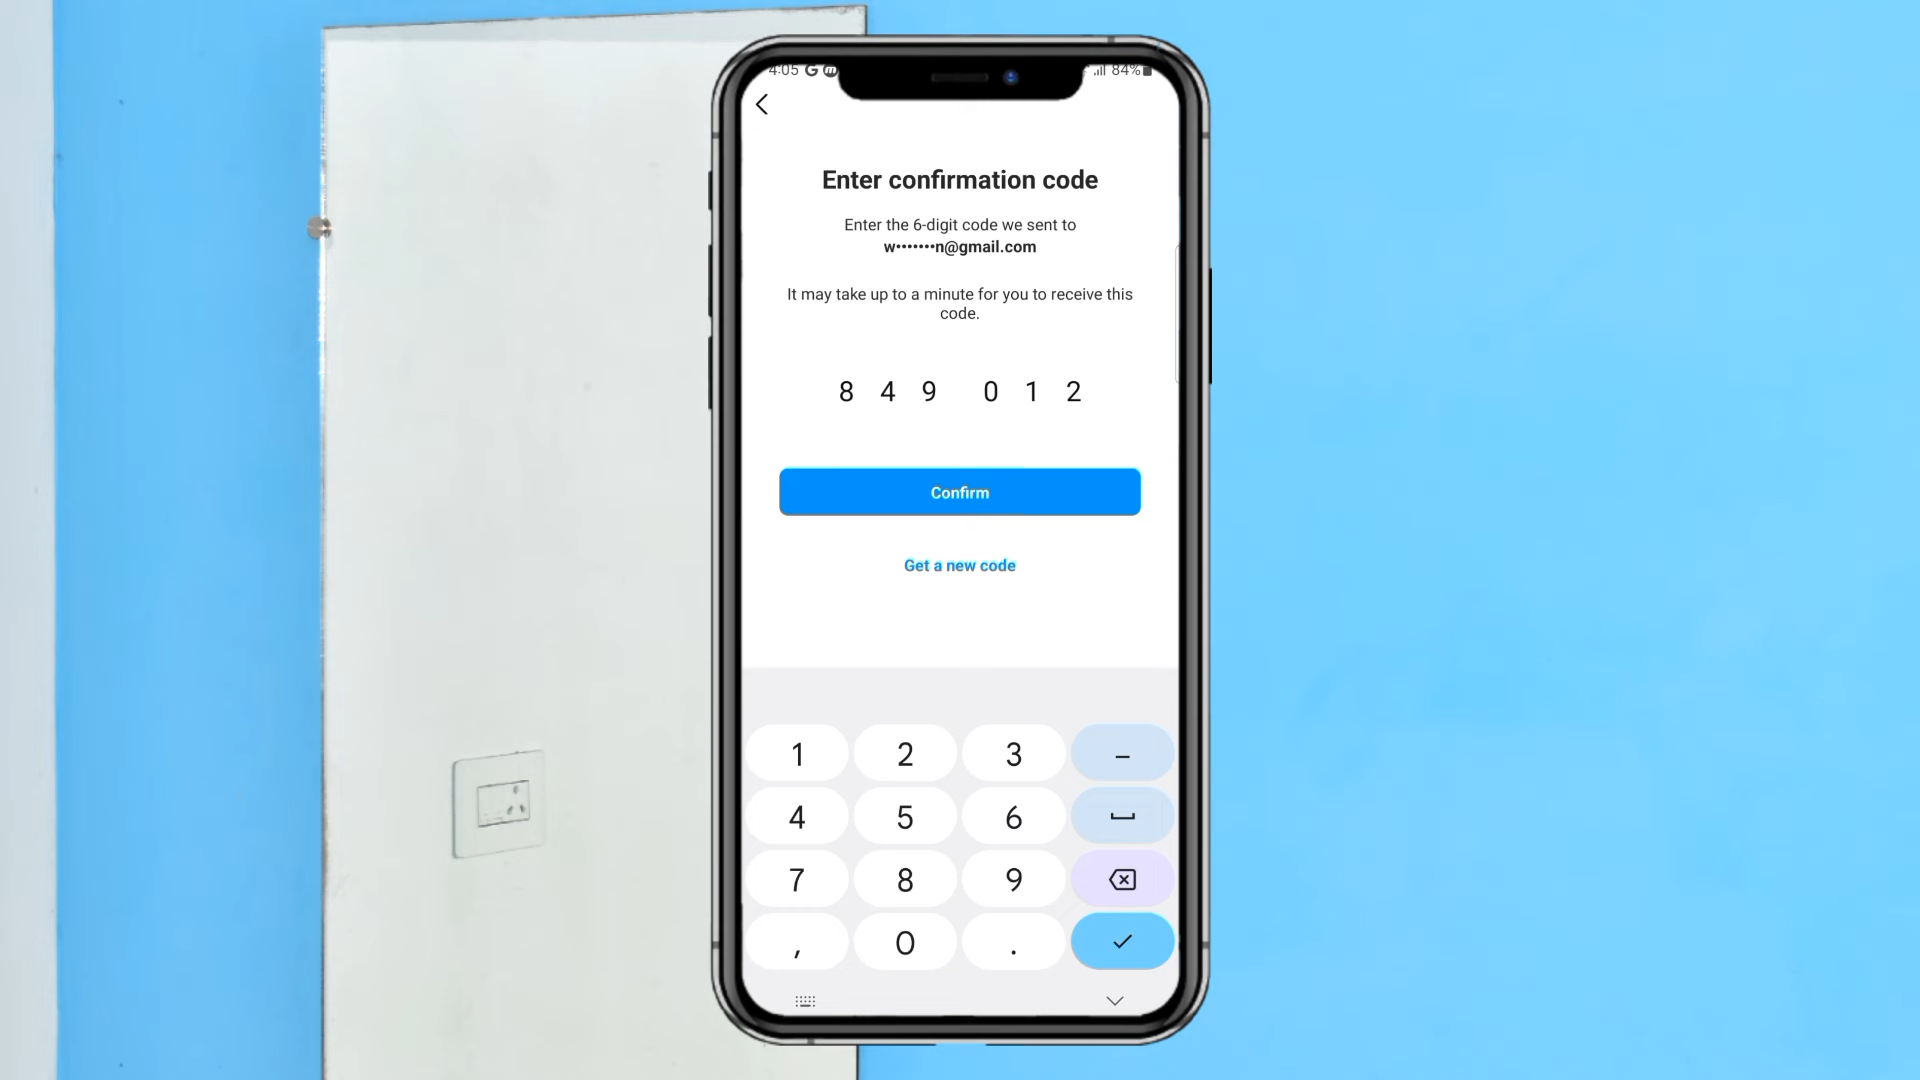 4:05 G m
84%
Enter confirmation code
Enter the 6-digit code we sent to
w•••••••n@gmail.com
It may take up to a minute for you to receive this
code.
8 4 9 0 1 2
Confirm
Get a new code
1 2 3 –
4 5 6
7 8 9
, 0 .